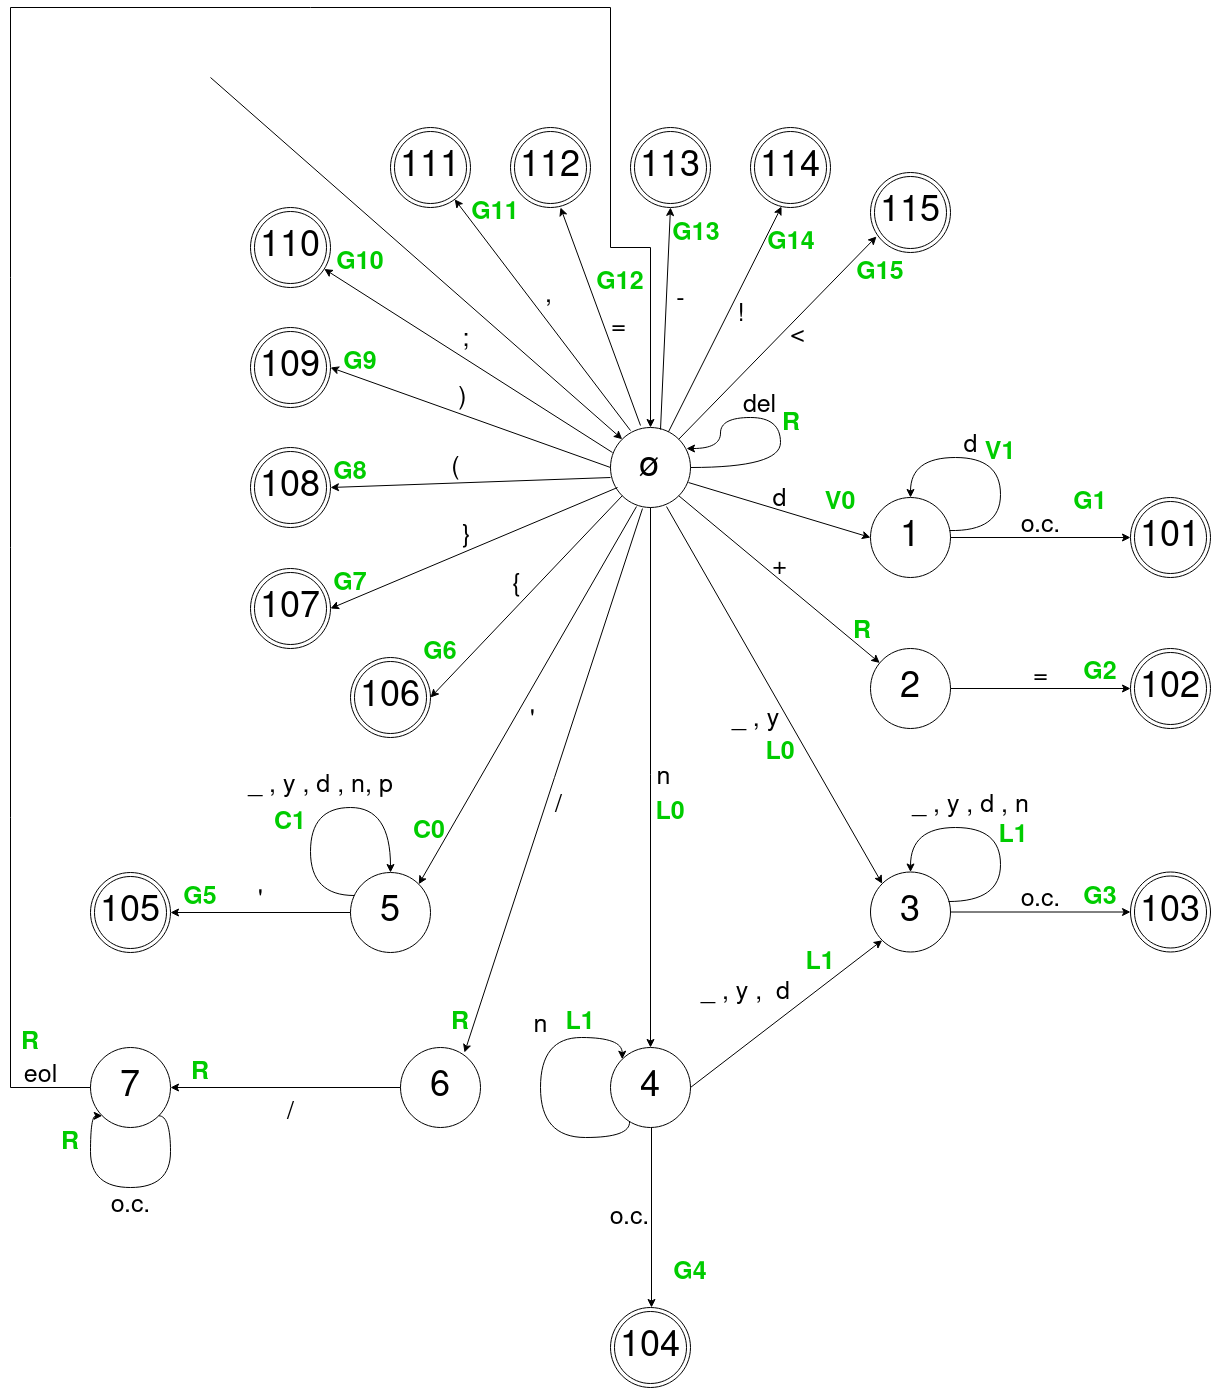 111
112
113
114
115
G11
110
G10
G13
G14
G15
G12
,
-
!
=
<
;
109
G9
)
del
R
ø
108
G8
(
d
V1
d
V0
1
o.c.
G1
101
}
+
107
G7
{
R
G6
106
2
=
G2
102
'
_ , y
L0
n
L0
/
_ , y , d , n, p
C1
C0
_ , y , d , n
L1
105
G5
'
5
3
o.c.
G3
103
L1
_ , y , d
R
eol
7
R
/
R
6
n
L1
4
R
o.c.
o.c.
G4
104